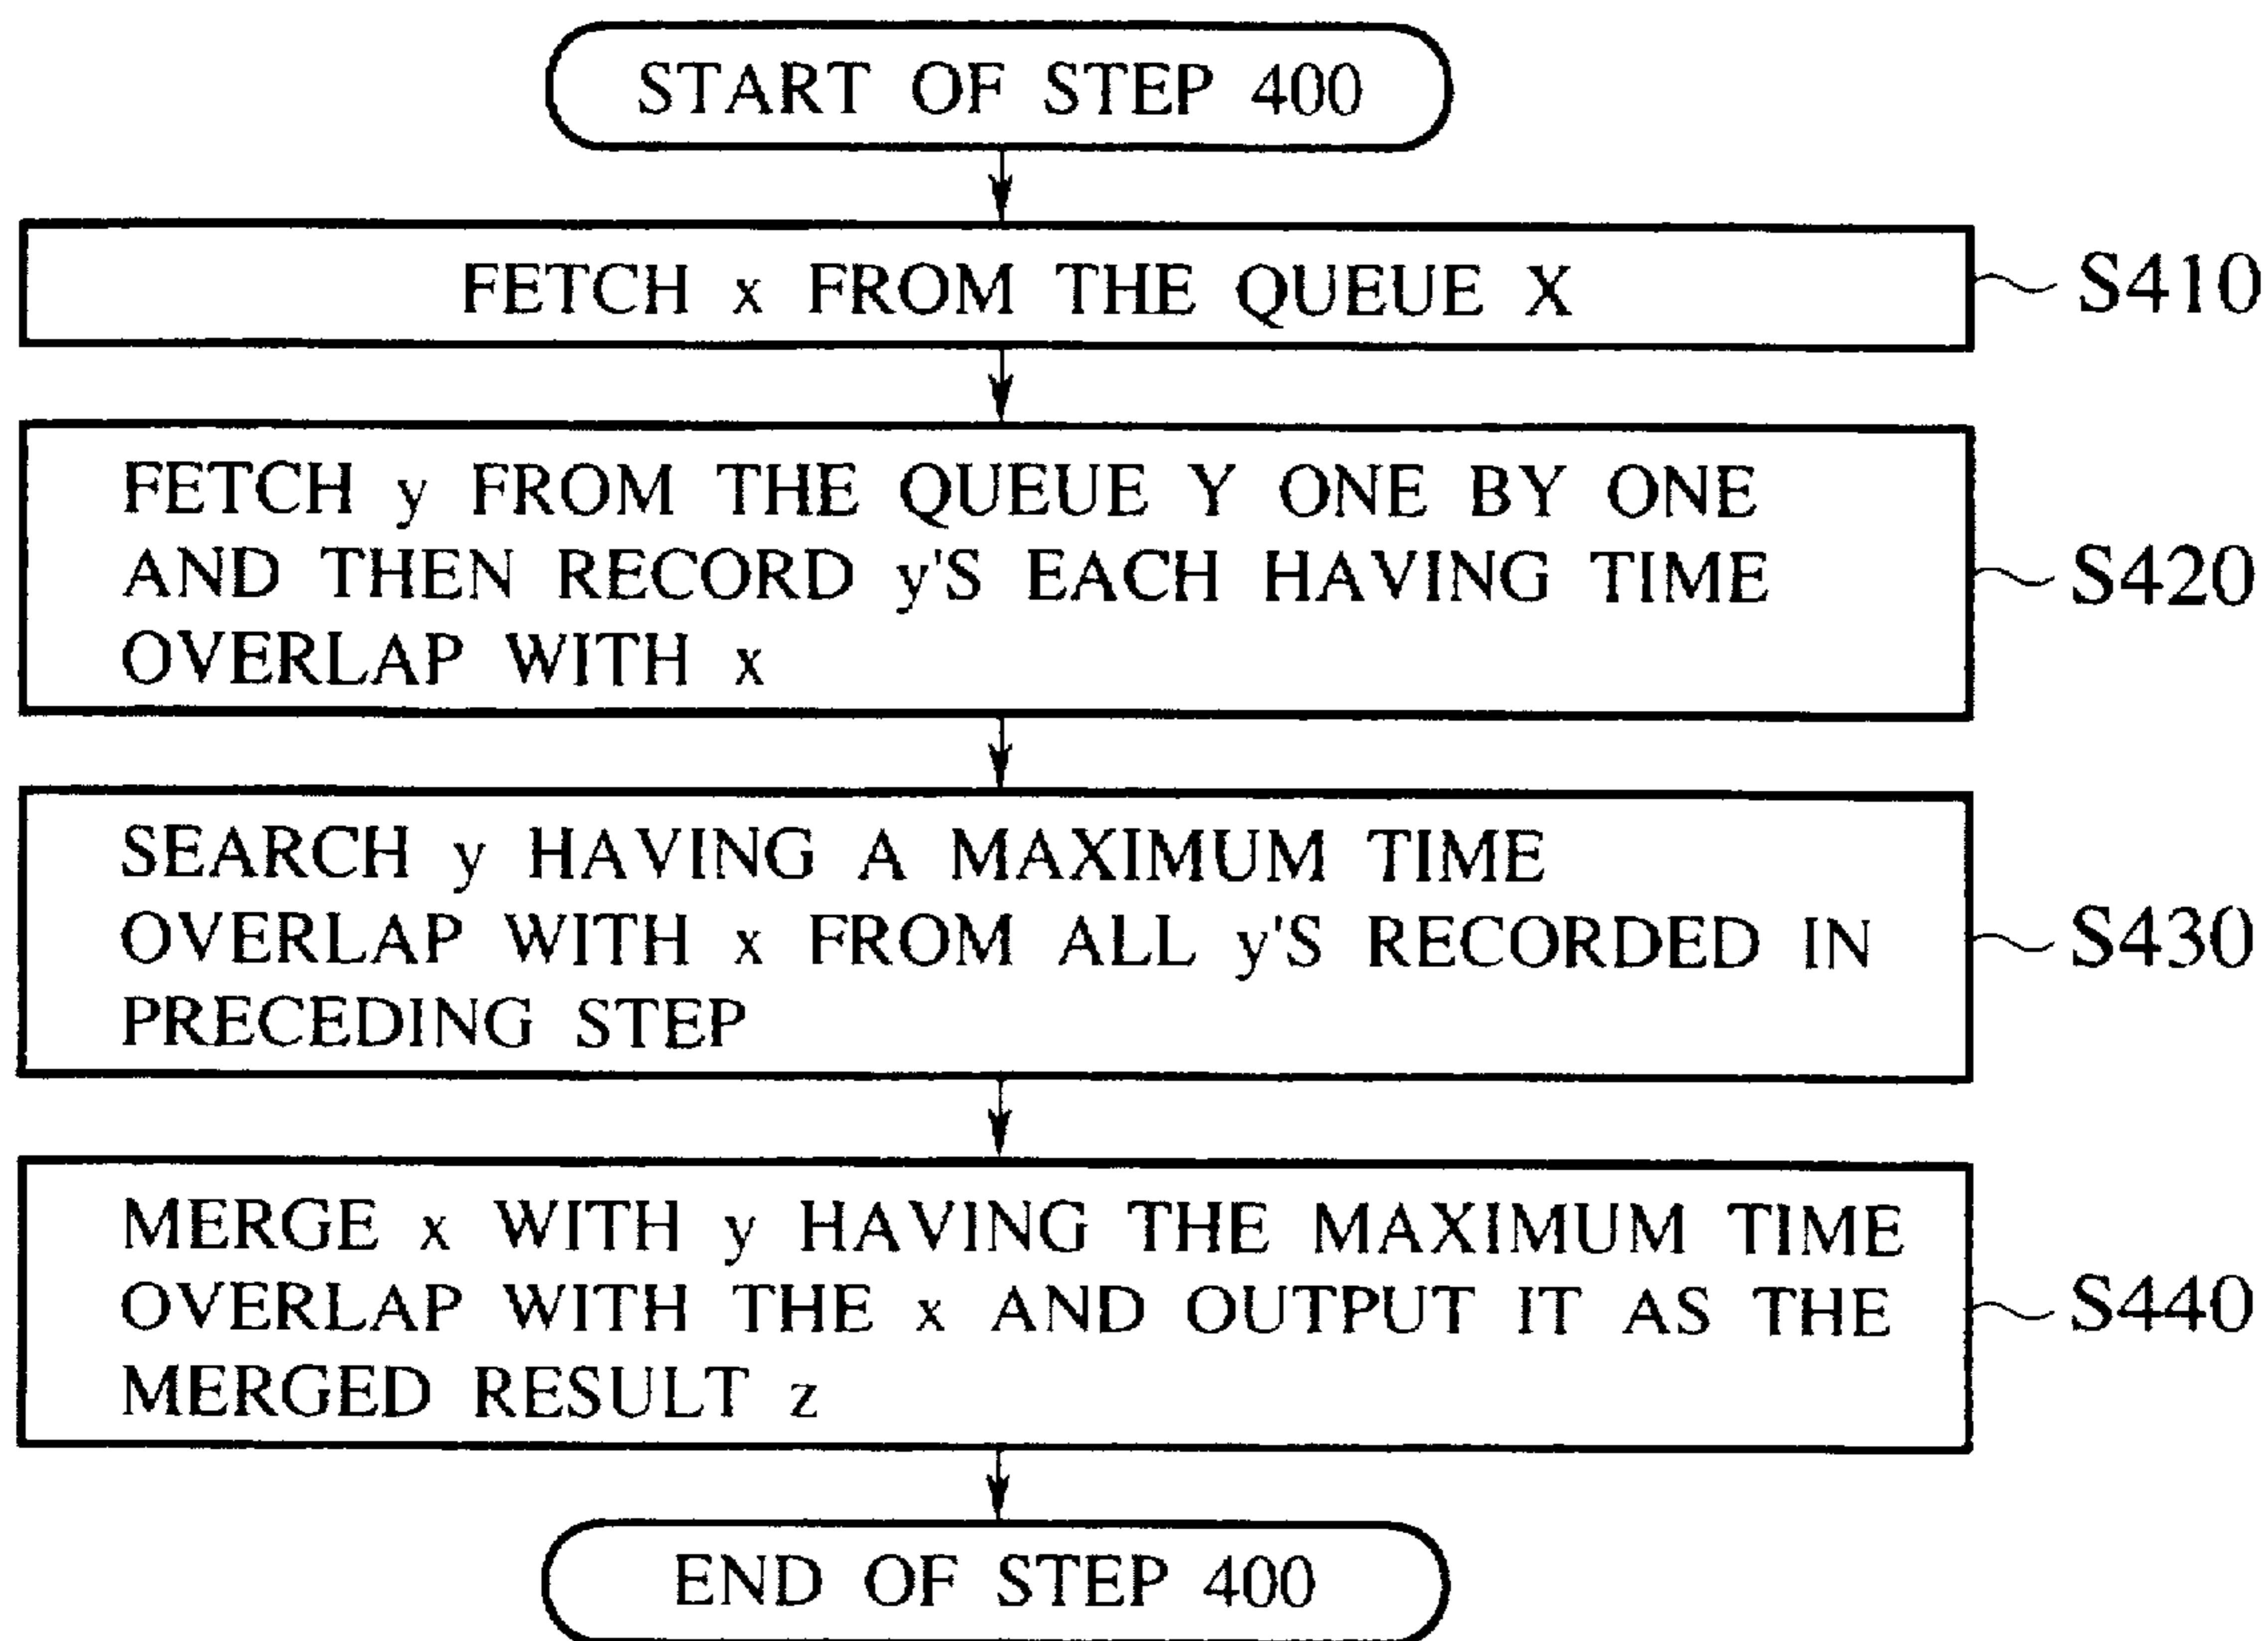 START OF STEP 400
FETCH x FROM THE QUEUE X
S410
FETCH y FROM THE QUEUE Y ONE BY ONE
AND THEN RECORD y'S EACH HAVING TIME
OVERLAP WITH x
S420
SEARCH y HAVING A MAXIMUM TIME
OVERLAP WITH x FROM ALL y'S RECORDED IN
PRECEDING STEP
S430
MERGE x WITH y HAVING THE MAXIMUM TIME
OVERLAP WITH THE x AND OUTPUT IT AS THE
MERGED RESULT z
S440
END OF STEP 400